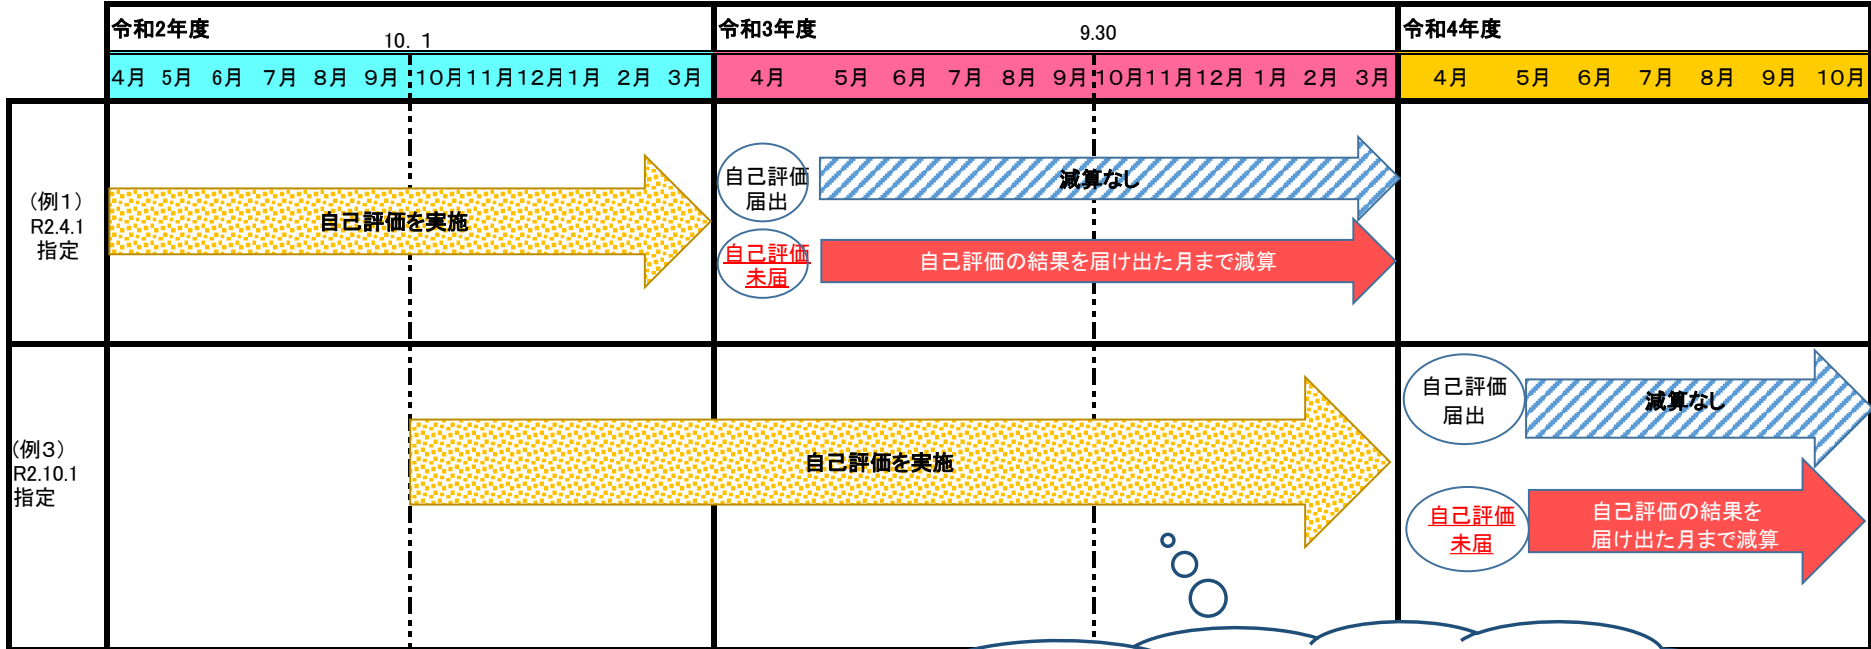 令和2年度
10. 1
令和3年度
9.30
令和4年度
4月 5月 6月 7月 8月 9月 10月 11月 12月 1月 2月 3月
4月 5月 6月 7月 8月 9月 10月 11月 12月 1月 2月 3月
4月 5月 6月 7月 8月 9月 10月
（例１）
R2.4.1
指定
自己評価を実施
自己評価
届出
減算なし
自己評価
未届
自己評価の結果を届け出た月まで減算
（例３）
R2.10.1
指定
自己評価を実施
自己評価
届出
減算なし
自己評価
未届
自己評価の結果を
届け出た月まで減算